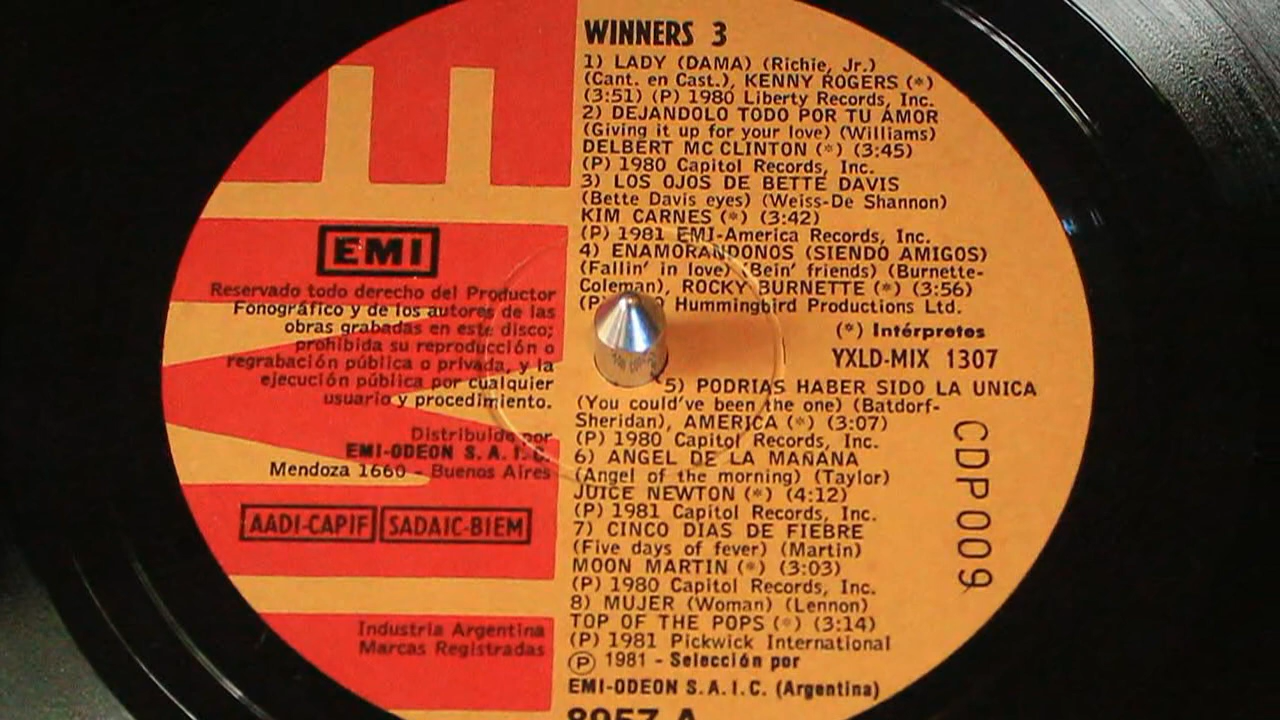 WINNERS 3
1) LADY (DAMA) (Richie, Jr.)
(Cant. en Cast.), KENNY ROGERS (*)
(3:51) (P) 1980 Liberty Records, Inc.
2) DEJANDOLO TODO POR TU AMOR
(Giving it up for your love) (Williams)
DELBERT MC CLINTON (*) (3:45)
(P) 1980 Capitol Records, Inc.
3) LOS OJOS DE BETTE DAVIS
(Bette Davis eyes) (Weiss-De Shannon)
KIM CARNES (*) (3:42)
(P) 1981 EMI-America Records, Inc.
4) ENAMORANDONOS (SIENDO AMIGOS)
(Fallin' in love) (Bein' friends) (Burnette-
Coleman), ROCKY BURNETTE (*) (3:56)
Hummingbird Productions Ltd.
(*) Intérpretes
YXLD-MIX 1307
5) PODRIAS HABER SIDO LA UNICA
(You could've been the one) (Batdorf-
Sheridan), AMERICA (*) (3:07)
(P) 1980 Capitol Records, Inc.
6) ANGEL DE LA MAÑANA
(Angel of the morning) (Taylor)
JUICE NEWTON (*) (4:12)
(P) 1981 Capitol Records, Inc.
7) CINCO DIAS DE FIEBRE
(Five days of fever) (Martin)
MOON MARTIN (*) (3:03)
(P) 1980 Capitol Records, Inc.
8) MUJER (Woman) (Lennon)
TOP OF THE POPS (*) (3:14)
(P) 1981 Pickwick International
Ⓟ 1981 - Selección por
EMI-ODEON S.A.I.C. (Argentina)
8957-A
CDP009
EMI
Reservado todo derecho del Productor
Fonográfico y de los autores de las
obras grabadas en este disco;
prohibida su reproducción o
regrabación pública o privada, y la
ejecución pública por cualquier
usuario y procedimiento.
Distribuido por
EMI-ODEON S.A.I.C.
Mendoza 1660 - Buenos Aires
AADI-CAPIF SADAIC-BIEM
Industria Argentina
Marcas Registradas